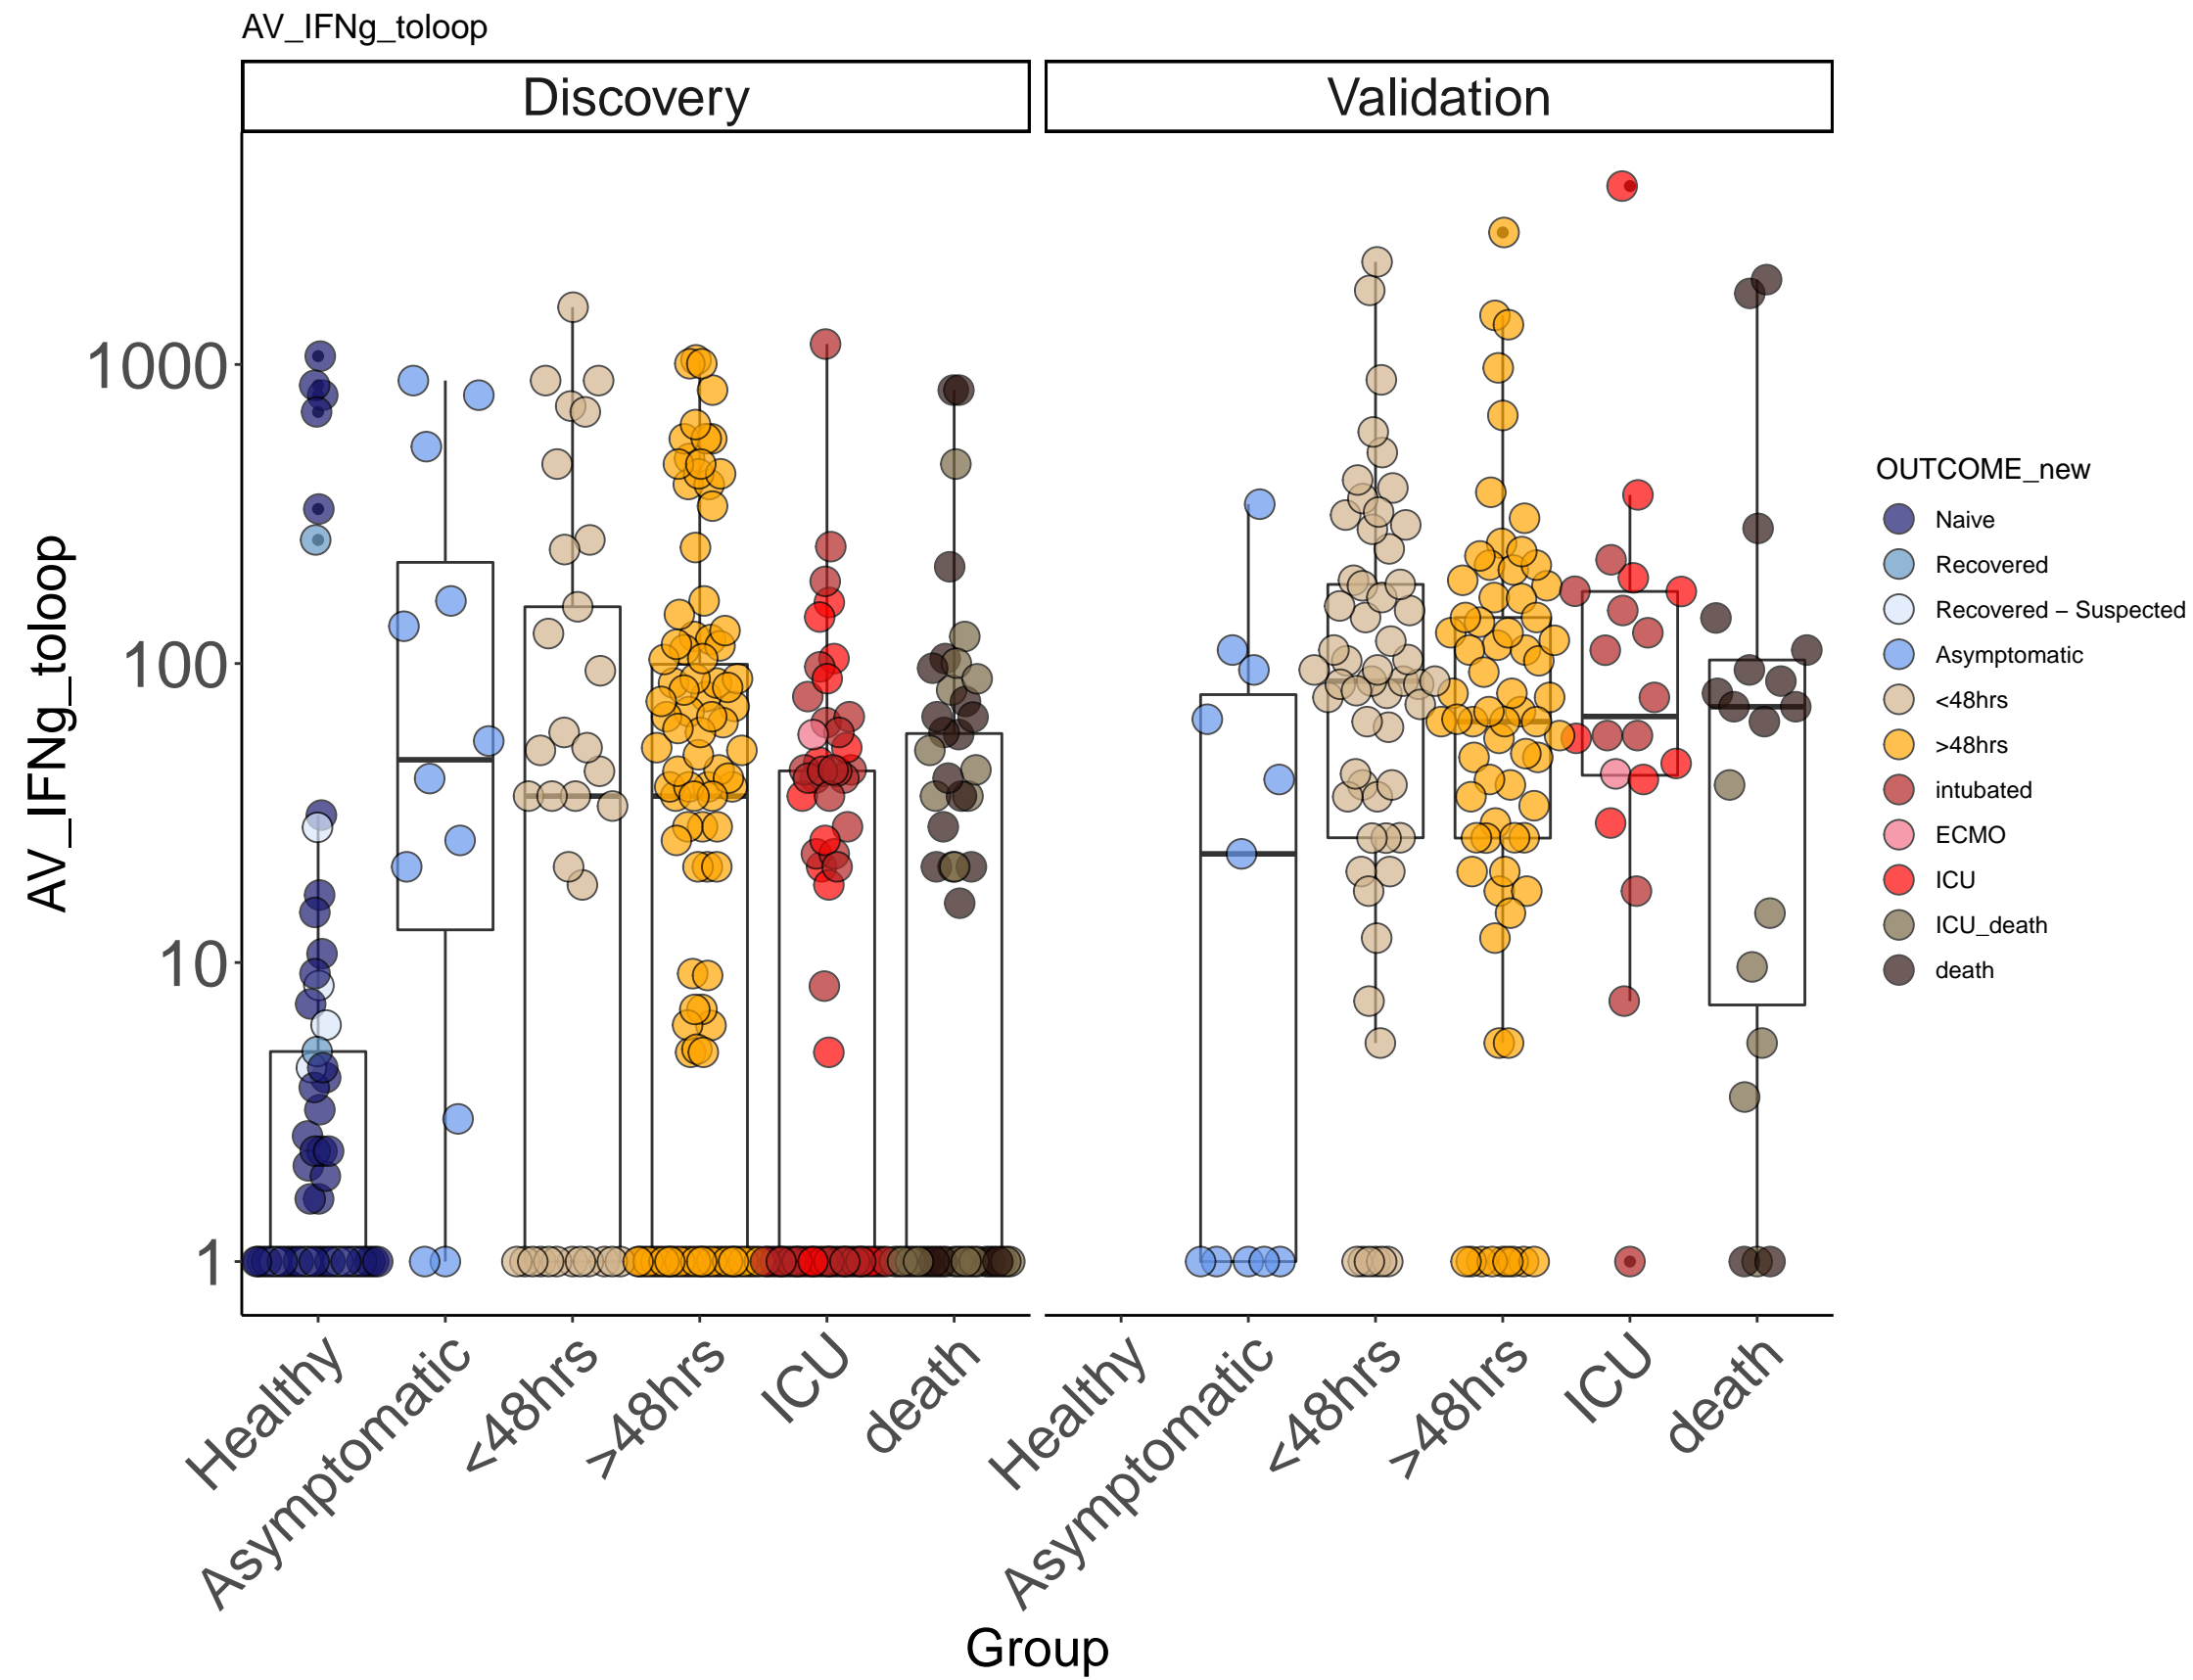 AV_IFNg_toloop
Discovery
Validation
AV_IFNg_toloop
1000
100
10
1
Healthy
Asymptomatic
<48hrs
>48hrs
ICU
death
Healthy
Asymptomatic
<48hrs
>48hrs
ICU
death
Group
OUTCOME_new
Naive
Recovered
Recovered – Suspected
Asymptomatic
<48hrs
>48hrs
intubated
ECMO
ICU
ICU_death
death